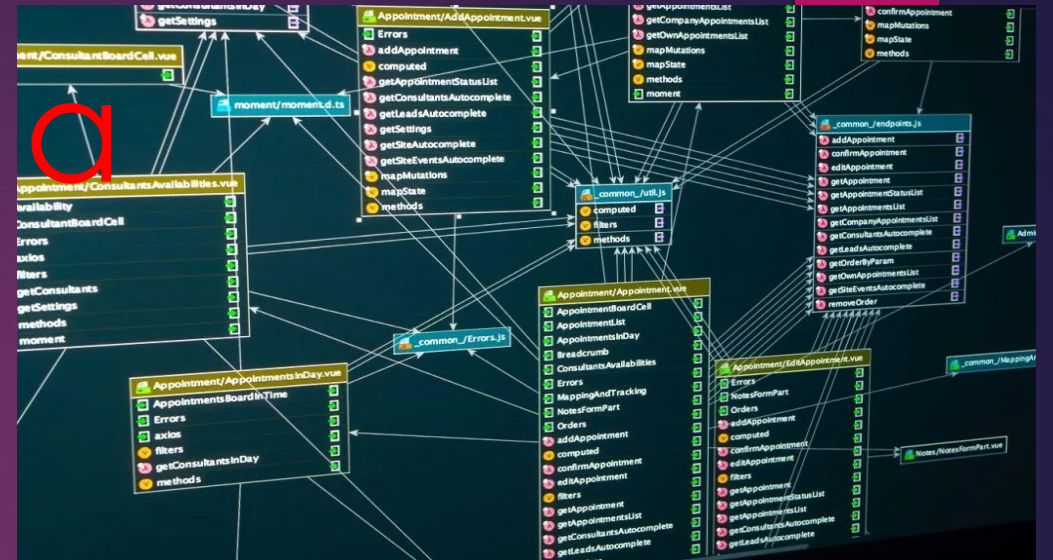 getSettings
ent/ConsultantBoardCell.vue
a
moment/moment.d.ts
Appointment/ConsultantsAvailabilities.vue
Availability
ConsultantBoardCell
Errors
axios
filters
getConsultants
getSettings
methods
moment
Appointment/AppointmentsInDay.vue
AppointmentsBoardInTime
Errors
axios
filters
getConsultantsInDay
methods
Appointment/AddAppointment.vue
Errors
addAppointment
computed
getAppointmentStatusList
getConsultantsAutocomplete
getLeadsAutocomplete
getSettings
getSiteAutocomplete
getSiteEventsAutocomplete
mapMutations
mapState
methods
_common_/Errors.js
_common_/util.js
computed
filters
methods
getAppointmentsList
getCompanyAppointmentsList
getOwnAppointmentsList
mapMutations
mapState
methods
moment
Appointment/Appointment.vue
AppointmentBoardCell
AppointmentList
AppointmentsInDay
Breadcrumb
ConsultantsAvailabilities
Errors
MappingAndTracking
NotesFormPart
Orders
addAppointment
computed
confirmAppointment
editAppointment
filters
getAppointment
getAppointmentsList
getConsultantsAutocomplete
getLeadsAutocomplete
Appointment/EditAppointment.vue
Errors
NotesFormPart
Orders
addAppointment
computed
confirmAppointment
editAppointment
filters
getAppointment
getAppointmentStatusList
getAppointmentsList
getConsultantsAutocomplete
getLeadsAutocomplete
confirmAppointment
mapMutations
mapState
methods
_common_/endpoints.js
addAppointment
confirmAppointment
editAppointment
getAppointment
getAppointmentStatusList
getAppointmentsList
getCompanyAppointmentsList
getConsultantsAutocomplete
getLeadsAutocomplete
getOrderByParam
getOwnAppointmentsList
getSiteEventsAutocomplete
removeOrder
Admi
_common_/MappingAn
Notes/NotesFormPart.vue